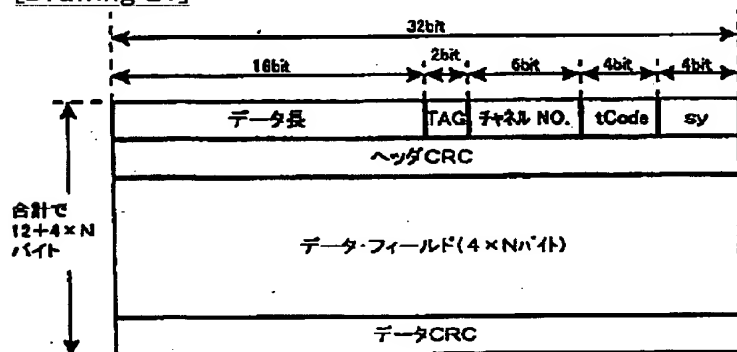 [Drawing 21]
32bit
16bit 2bit 6bit 4bit 4bit
データ長 TAG チャネル NO. tCode sy
ヘッダCRC
合計で
12+4×N
バイト
データ・フィールド(4×Nバイト)
データCRC